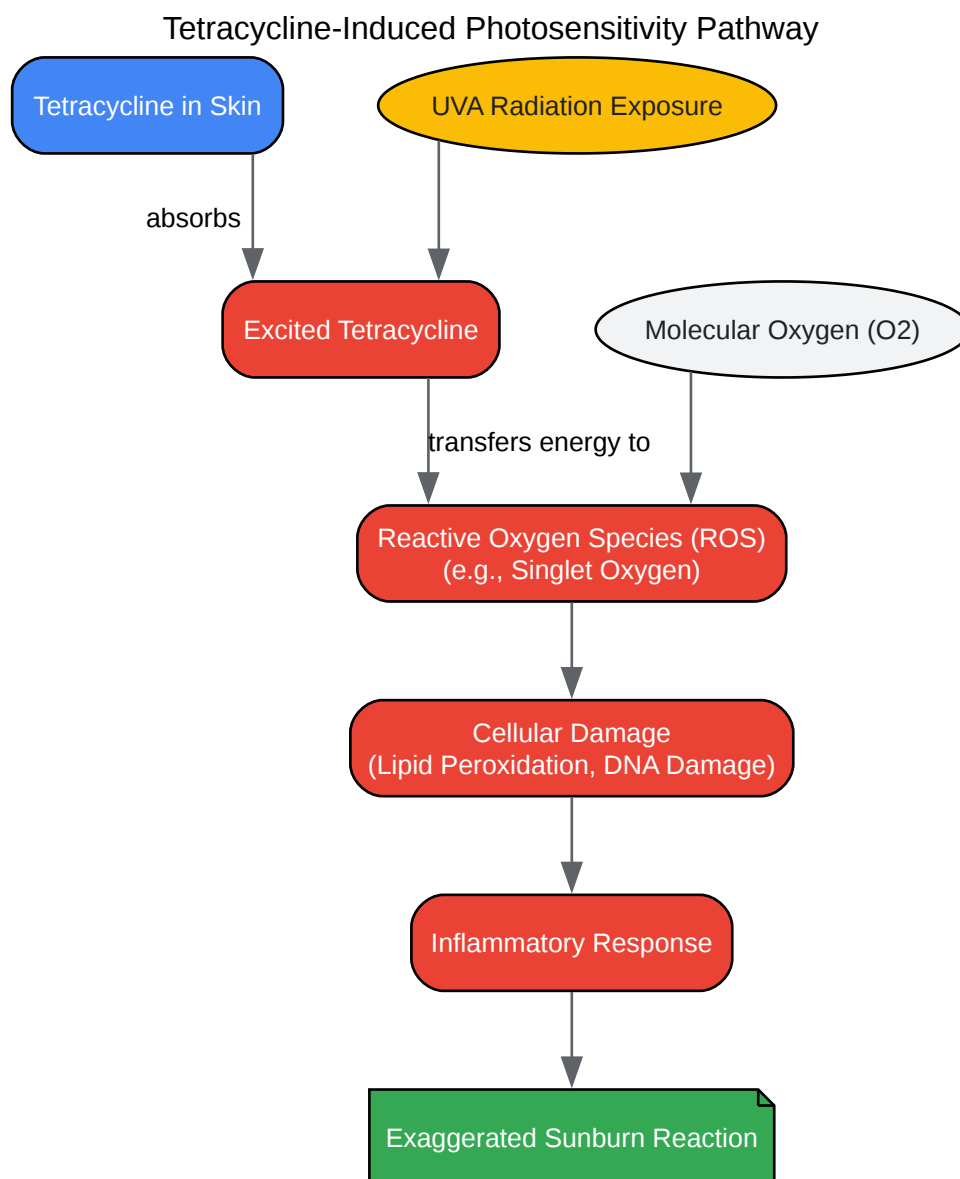 Tetracycline-Induced Photosensitivity Pathway
Tetracycline in Skin
UVA Radiation Exposure
absorbs
Excited Tetracycline
Molecular Oxygen (O2)
transfers energy to
Reactive Oxygen Species (ROS)
(e.g., Singlet Oxygen)
Cellular Damage
(Lipid Peroxidation, DNA Damage)
Inflammatory Response
Exaggerated Sunburn Reaction